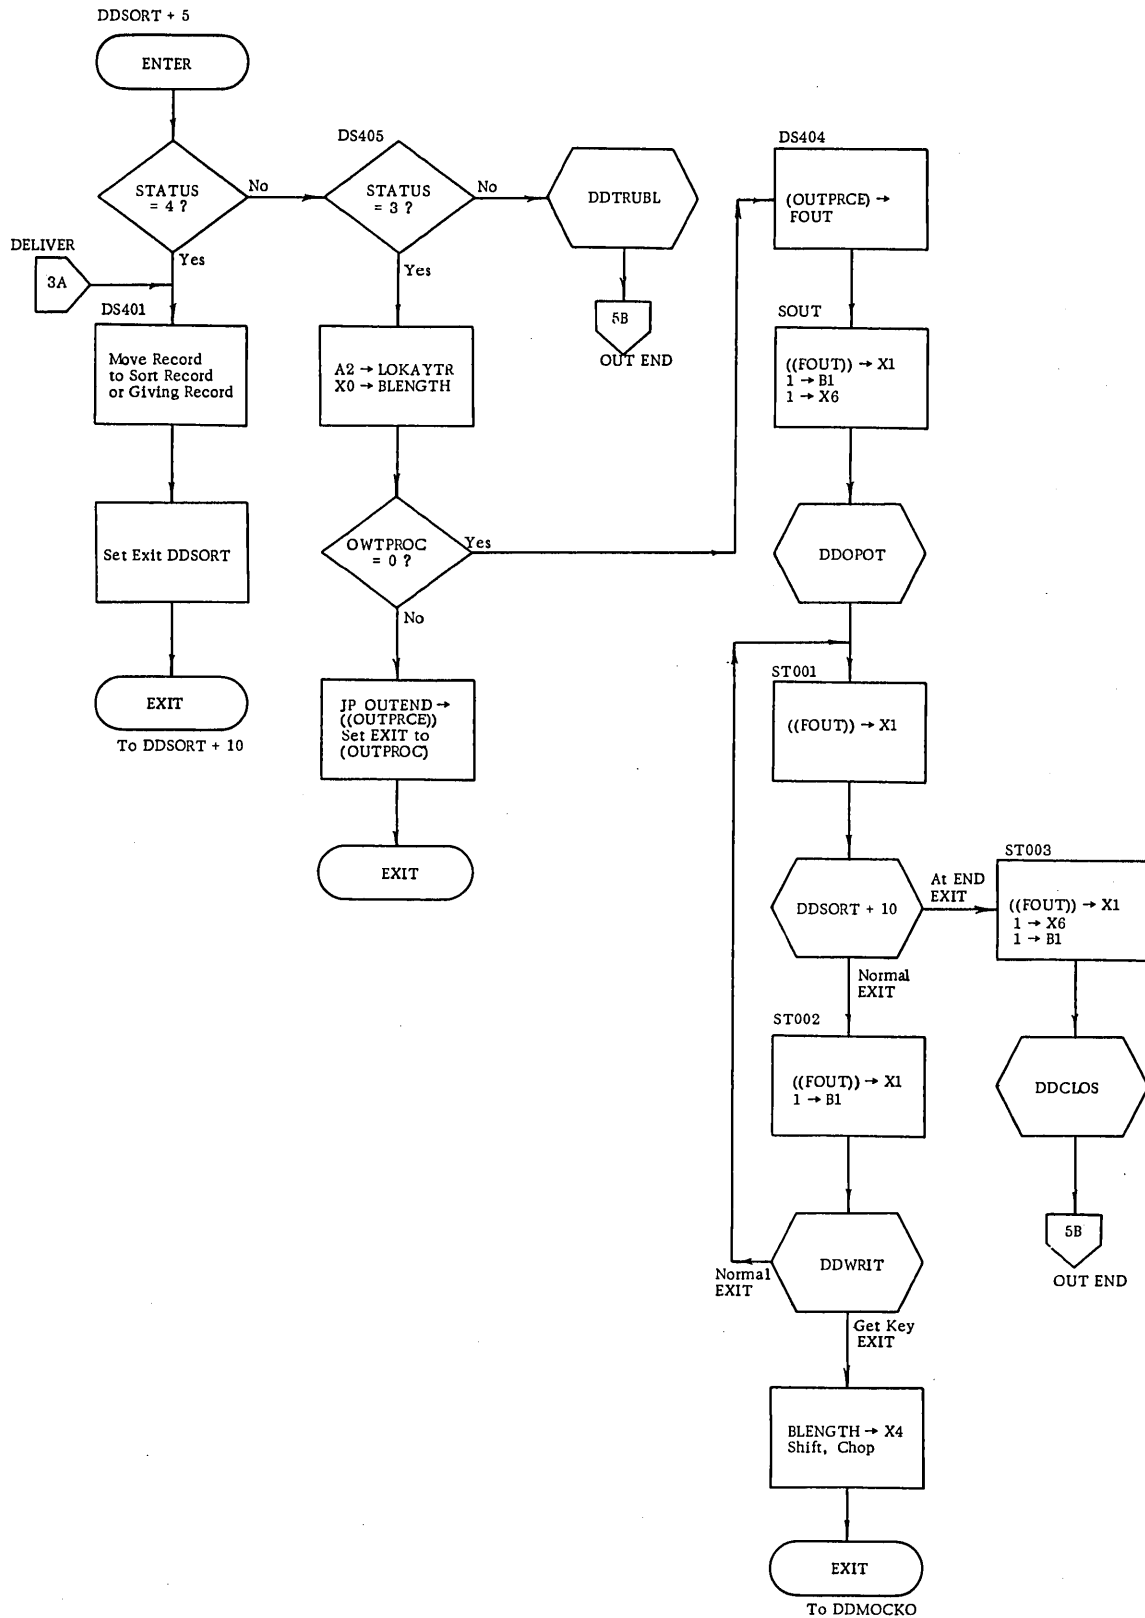 DDSORT + 5
ENTER
STATUS
= 4 ?
No
Yes
DELIVER
3A
DS401
Move Record
to Sort Record
or Giving Record
Set Exit DDSORT
EXIT
To DDSORT + 10
DS405
STATUS
= 3 ?
No
Yes
DDTRUBL
5B
OUT END
A2 → LOKAYTR
X0 → BLENGTH
OWTPROC
= 0 ?
Yes
No
JP OUTEND →
((OUTPRCE))
Set EXIT to
(OUTPROC)
EXIT
DS404
(OUTPRCE) →
FOUT
SOUT
((FOUT)) → X1
1 → B1
1 → X6
DDOPOT
ST001
((FOUT)) → X1
DDSORT + 10
At END
EXIT
Normal
EXIT
ST003
((FOUT)) → X1
1 → X6
1 → B1
DDCLOS
5B
OUT END
ST002
((FOUT)) → X1
1 → B1
DDWRIT
Normal
EXIT
Get Key
EXIT
BLENGTH → X4
Shift, Chop
EXIT
To DDMOCKO